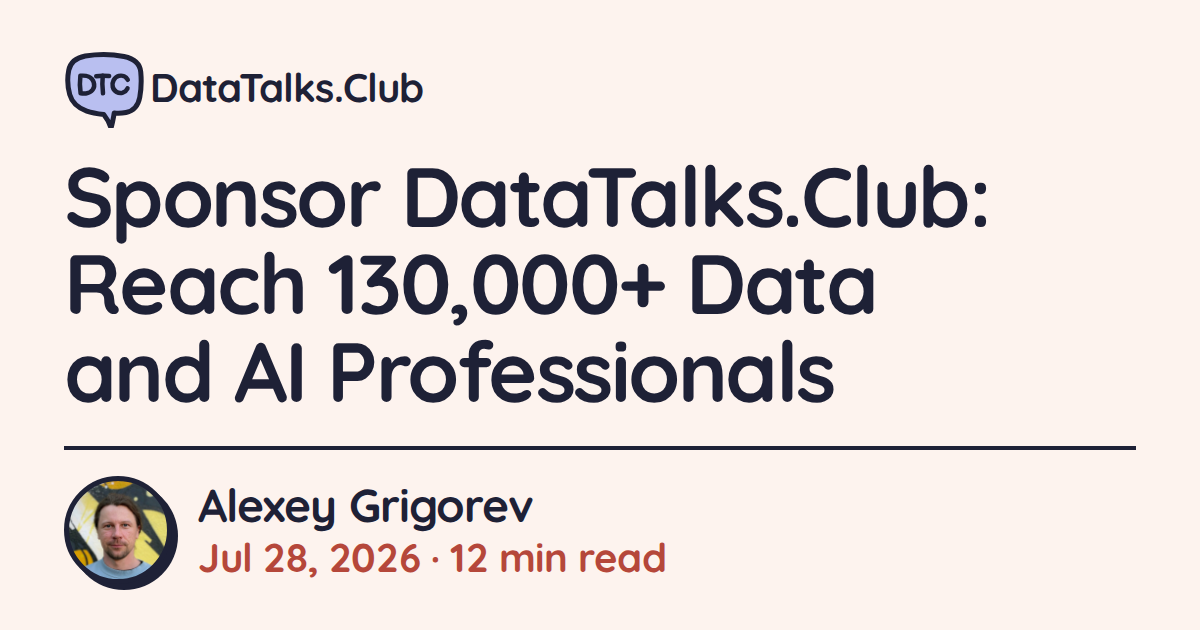 DTC DataTalks.Club
Sponsor DataTalks.Club:
Reach 130,000+ Data
and AI Professionals
Alexey Grigorev
Jul 28, 2026 · 12 min read